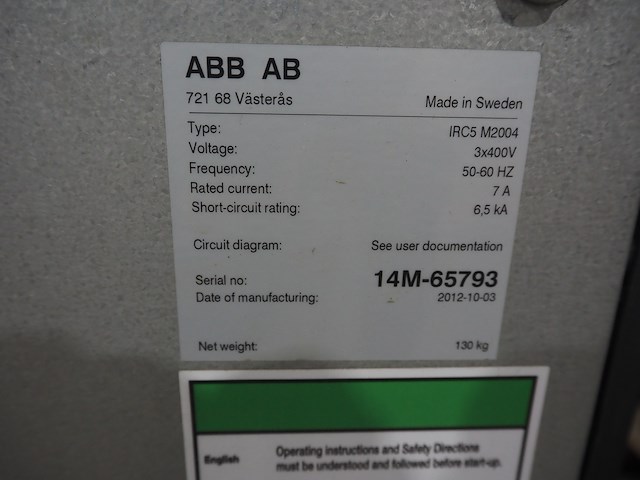 ABB AB
721 68 Västerås Made in Sweden
Type: IRC5 M2004
Voltage: 3x400V
Frequency: 50-60 HZ
Rated current: 7 A
Short-circuit rating: 6,5 kA
Circuit diagram: See user documentation
Serial no: 14M-65793
Date of manufacturing: 2012-10-03
Net weight: 130 kg
English Operating instructions and Safety Directions
must be understood and followed before start-up.